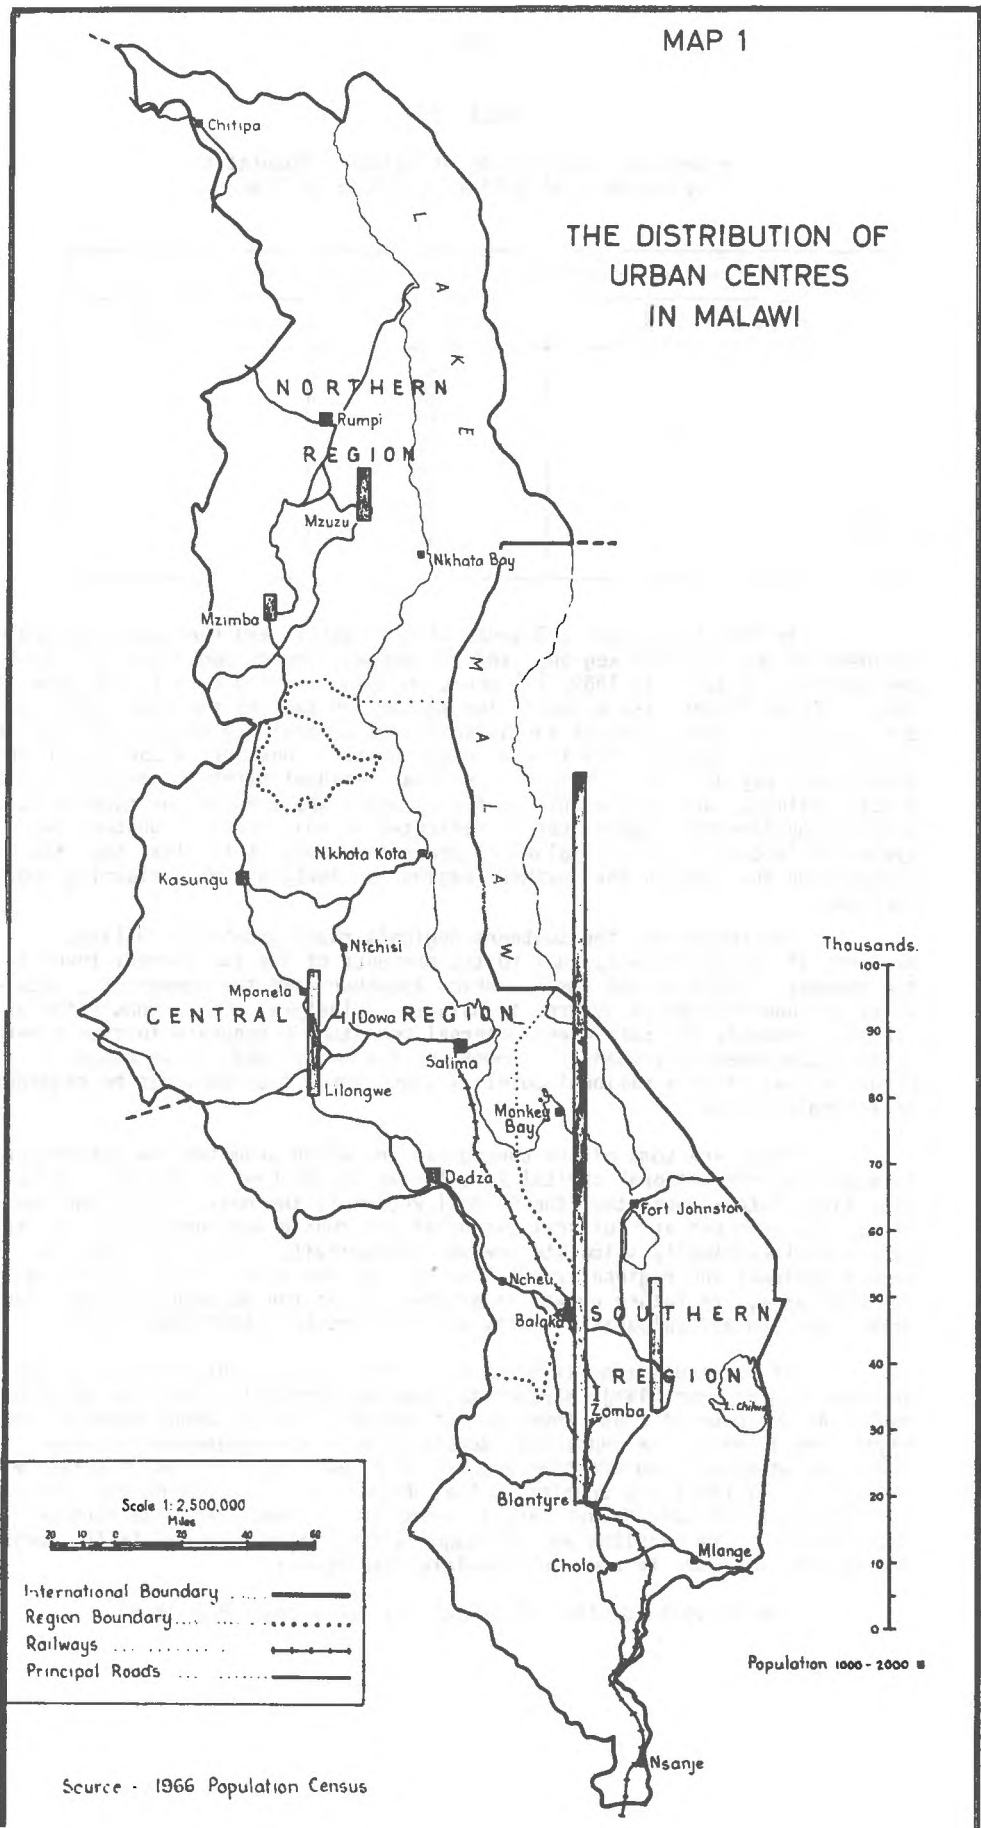 MAP 1
THE DISTRIBUTION OF
URBAN CENTRES
IN MALAWI
Chitipa
LAKE
NORTHERN
Rumpi
REGION
Mzuzu
Nkhata Bay
Mzimba
MALAWI
Nkhota Kota
Kasungu
Ntchisi
Mponela
CENTRAL
Dowa
REGION
Salima
Lilongwe
Monkey
Bay
Dedza
Fort Johnston
Ncheu
Balaka
SOUTHERN
REGION
L. Chilwa
Zomba
Blantyre
Cholo
Mlange
Nsanje
Thousands.
100
90
80
70
60
50
40
30
20
10
0
Population 1000-2000
Scale 1:2,500,000
Miles
20 10 0 20 40 60
International Boundary ....
Region Boundary.... ....
Railways ... ........
Principal Roads ... .......
Source - 1966 Population Census